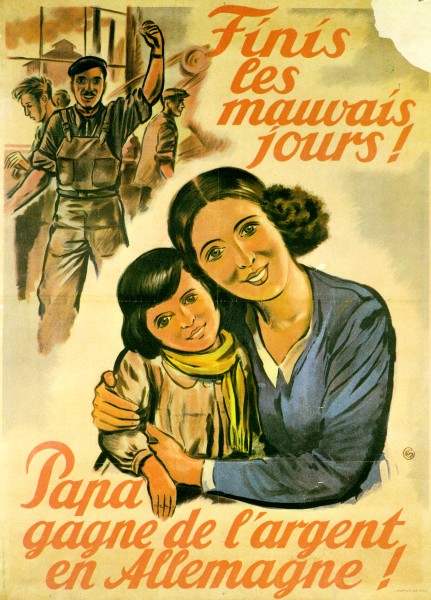 Finis
les
mauvais
jours !
Papa
gagne de l'argent
en Allemagne !